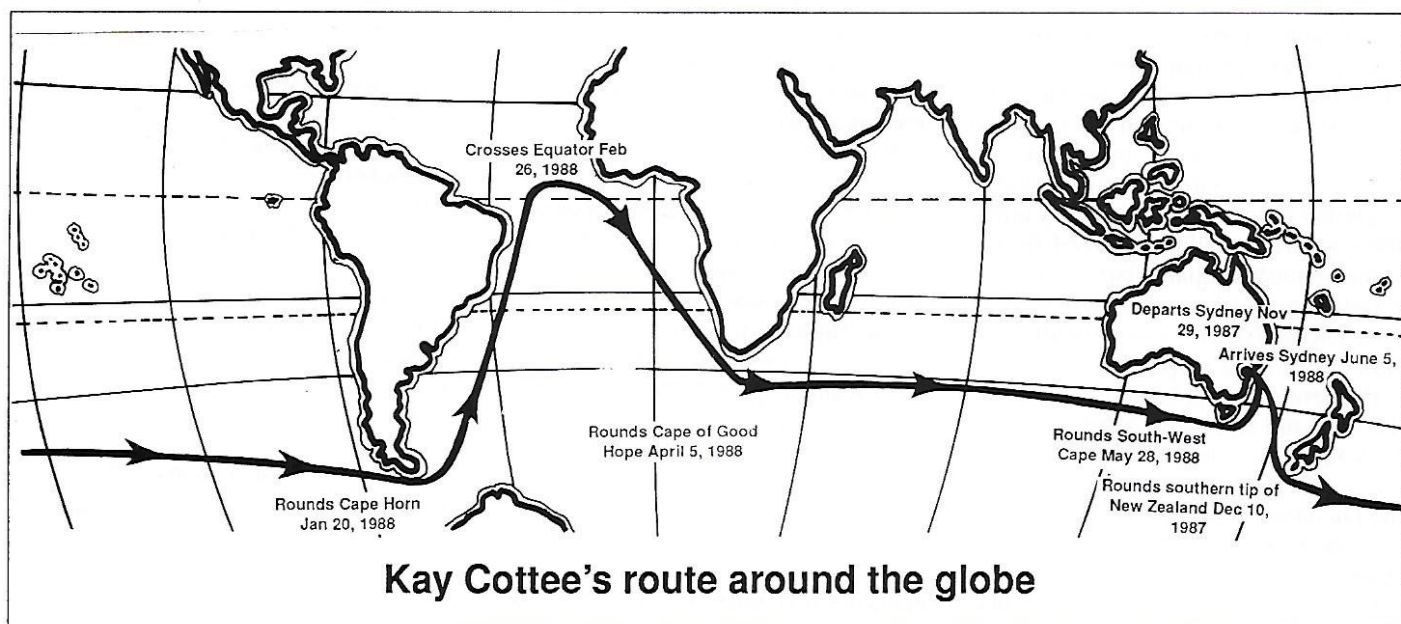 Crosses Equator Feb
26, 1988
Departs Sydney Nov
29, 1987
Arrives Sydney June 5,
1988
Rounds Cape of Good
Hope April 5, 1988
Rounds South-West
Cape May 28, 1988
Rounds Cape Horn
Jan 20, 1988
Rounds southern tip of
New Zealand Dec 10,
1987
Kay Cottee's route around the globe